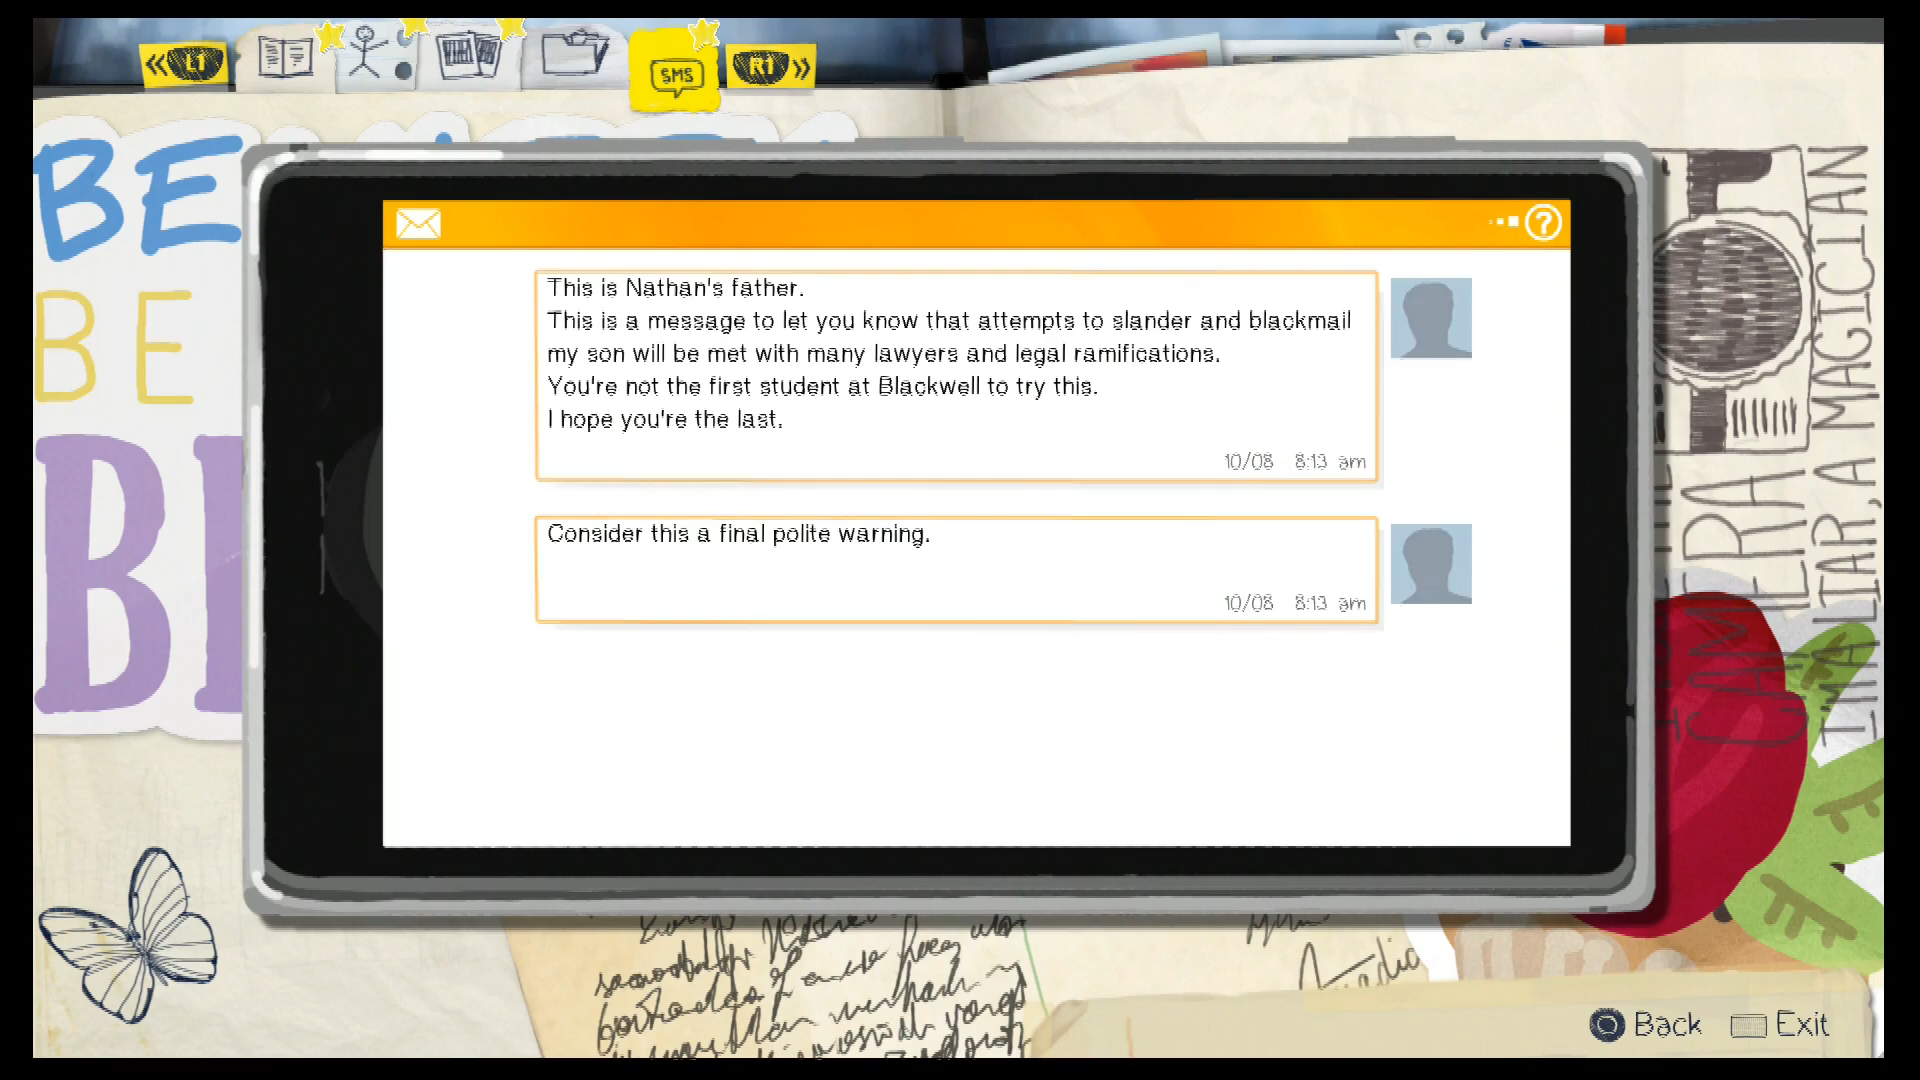 L1
SMS
R1
BE
BE
This is Nathan's father.
This is a message to let you know that attempts to slander and blackmail
my son will be met with many lawyers and legal ramifications.
You're not the first student at Blackwell to try this.
I hope you're the last.
10/08 8:13 am
Consider this a final polite warning.
10/08 8:13 am
CAMERA
I'M A LIAR, A MAGICIAN
Back
Exit